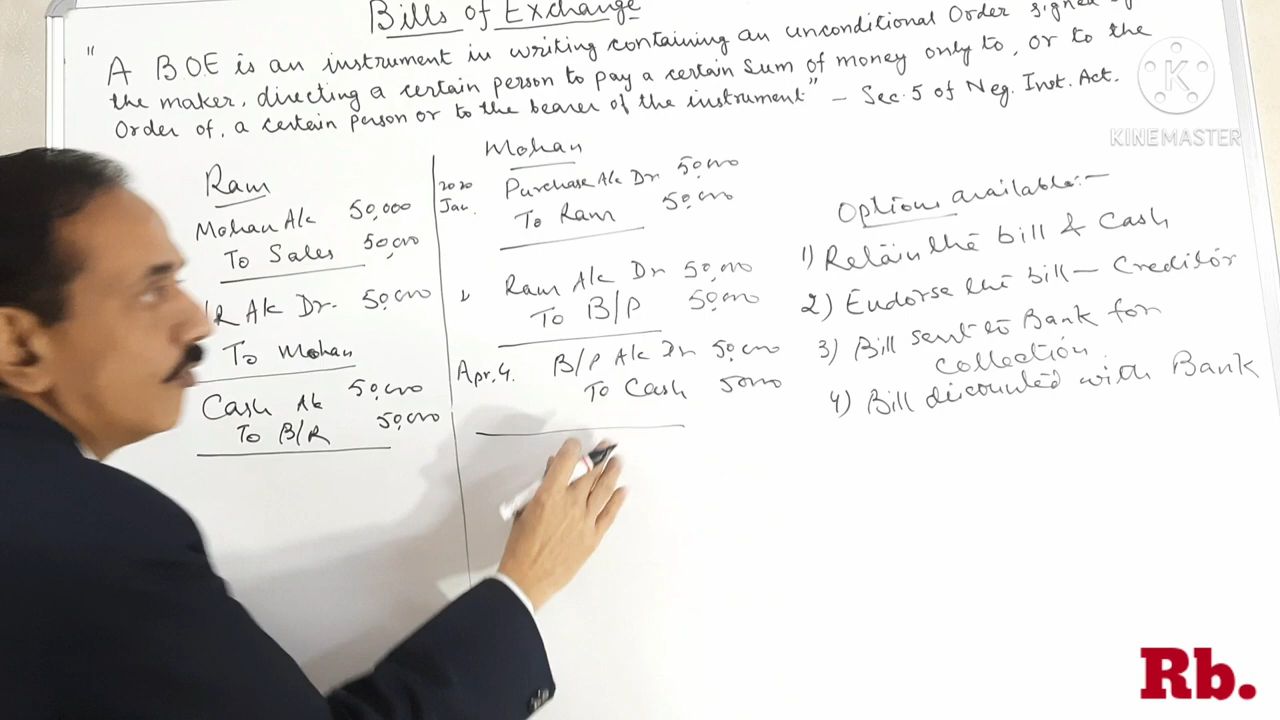 Bills of Exchange
" A B.O.E is an instrument in writing containing an unconditional Order signed by
the maker, directing a certain person to pay a certain Sum of money only to, or to the
Order of, a certain person or to the bearer of the instrument" – Sec. 5 of Neg. Inst. Act.
KINEMASTER
Ram
Mohan A/c 50,000
To Sales 50,000
/R A/c Dr. 50,000
To Mohan
Cash A/c 50,000
To B/R 50,000
Mohan
2020
Jan.
Purchase A/c Dr 50,000
To Ram 50,000
Ram A/c Dr 50,000
To B/P 50,000
Apr. 4. B/P A/c Dr 50,000
To Cash 50000
Options available:–
1) Retain the bill & Cash
2) Endorse the bill – Creditor
3) Bill sent to Bank for
Collection
4) Bill discounted with Bank
Rb.